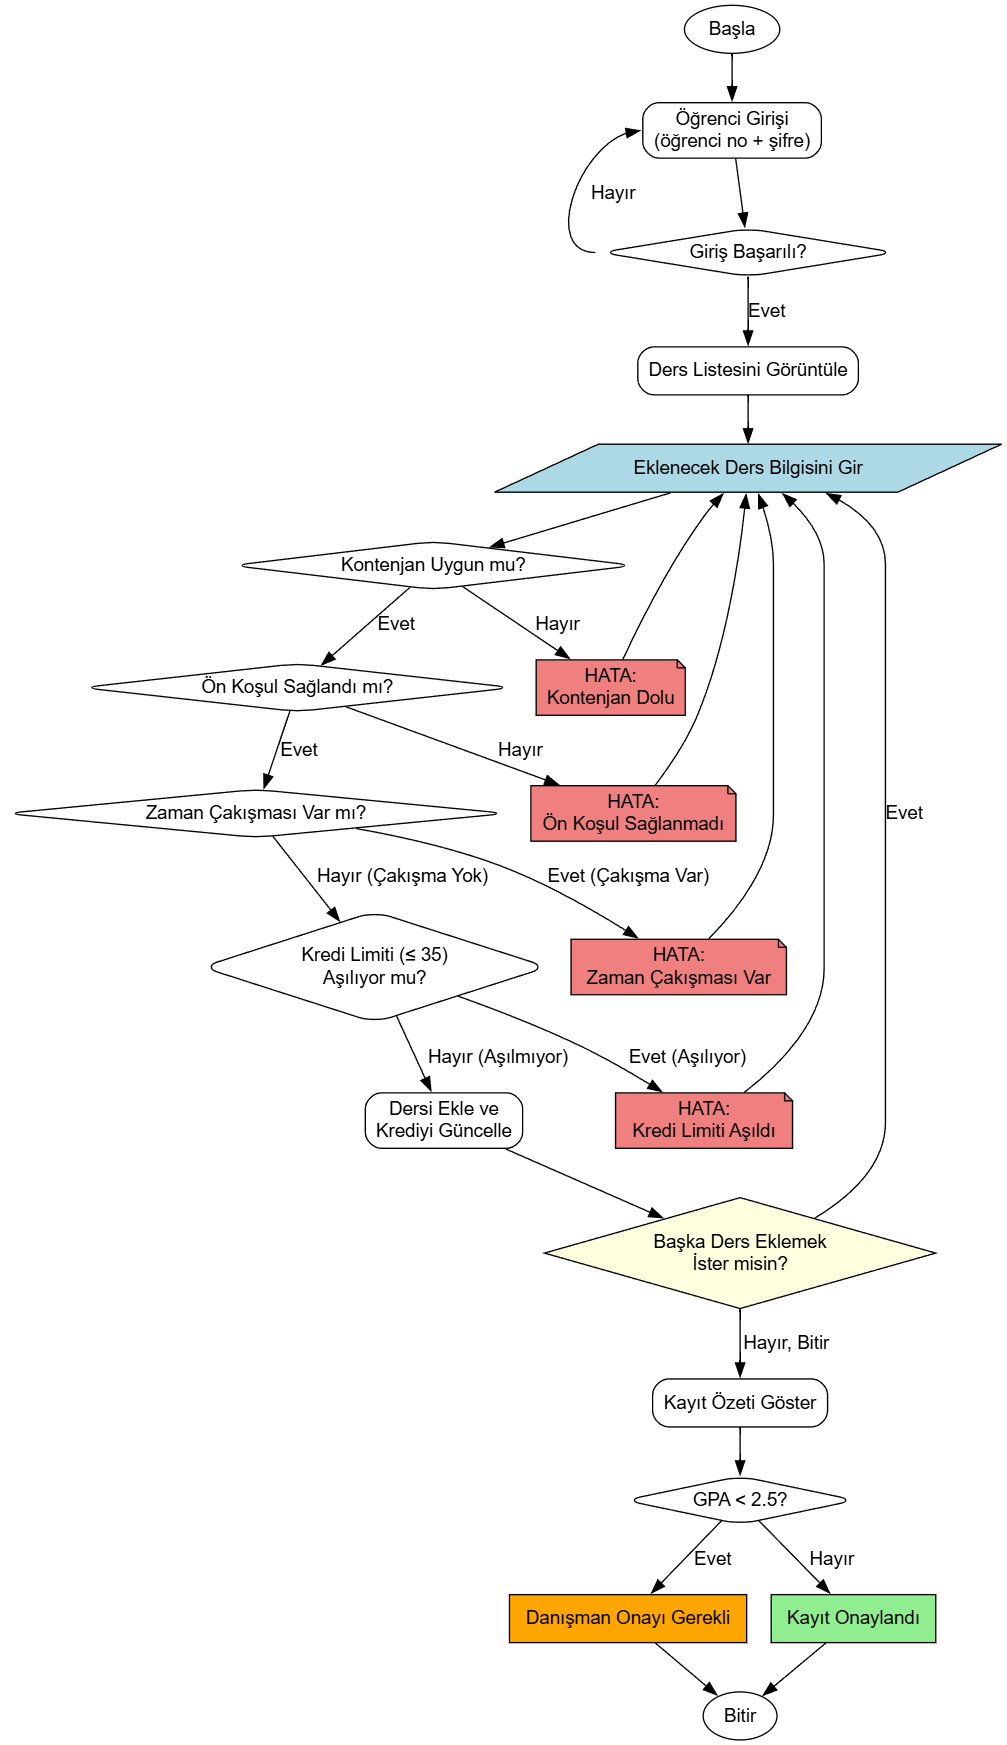 Başla
Öğrenci Girişi
(öğrenci no + şifre)
Hayır
Giriş Başarılı?
Evet
Ders Listesini Görüntüle
Eklenecek Ders Bilgisini Gir
Kontenjan Uygun mu?
Evet
Hayır
HATA:
Kontenjan Dolu
Ön Koşul Sağlandı mı?
Evet
Hayır
HATA:
Ön Koşul Sağlanmadı
Zaman Çakışması Var mı?
Evet
Hayır (Çakışma Yok)
Evet (Çakışma Var)
HATA:
Zaman Çakışması Var
Kredi Limiti (≤ 35)
Aşılıyor mu?
Hayır (Aşılmıyor)
Evet (Aşılıyor)
Dersi Ekle ve
Krediyi Güncelle
HATA:
Kredi Limiti Aşıldı
Başka Ders Eklemek
İster misin?
Hayır, Bitir
Kayıt Özeti Göster
GPA < 2.5?
Evet
Hayır
Danışman Onayı Gerekli
Kayıt Onaylandı
Bitir